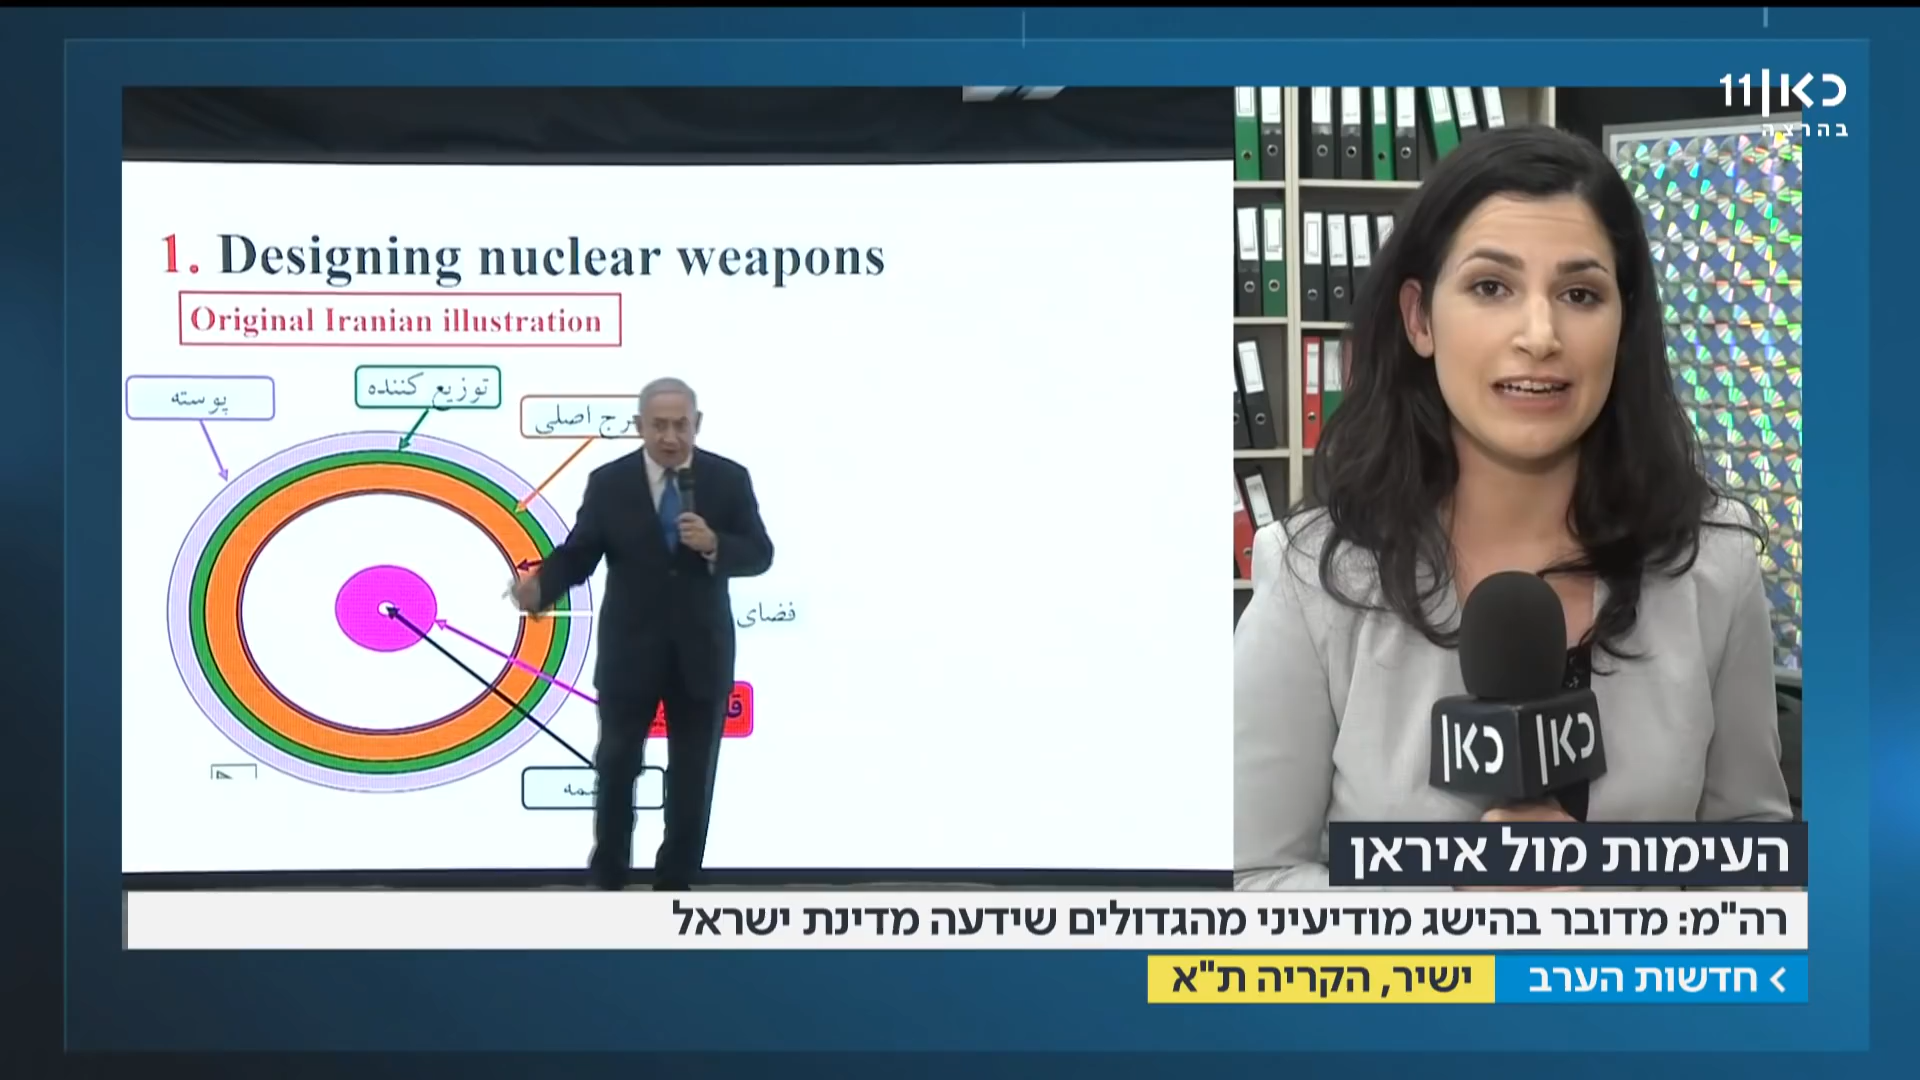 כאן 11
בהרצה
1. Designing nuclear weapons
Original Iranian illustration
پوسته
توزیع کننده
اصلی
فضای
כאן
כאן
העימות מול איראן
רה"מ: מדובר בהישג מודיעיני מהגדולים שידעה מדינת ישראל
חדשות הערב
ישיר, הקריה ת"א